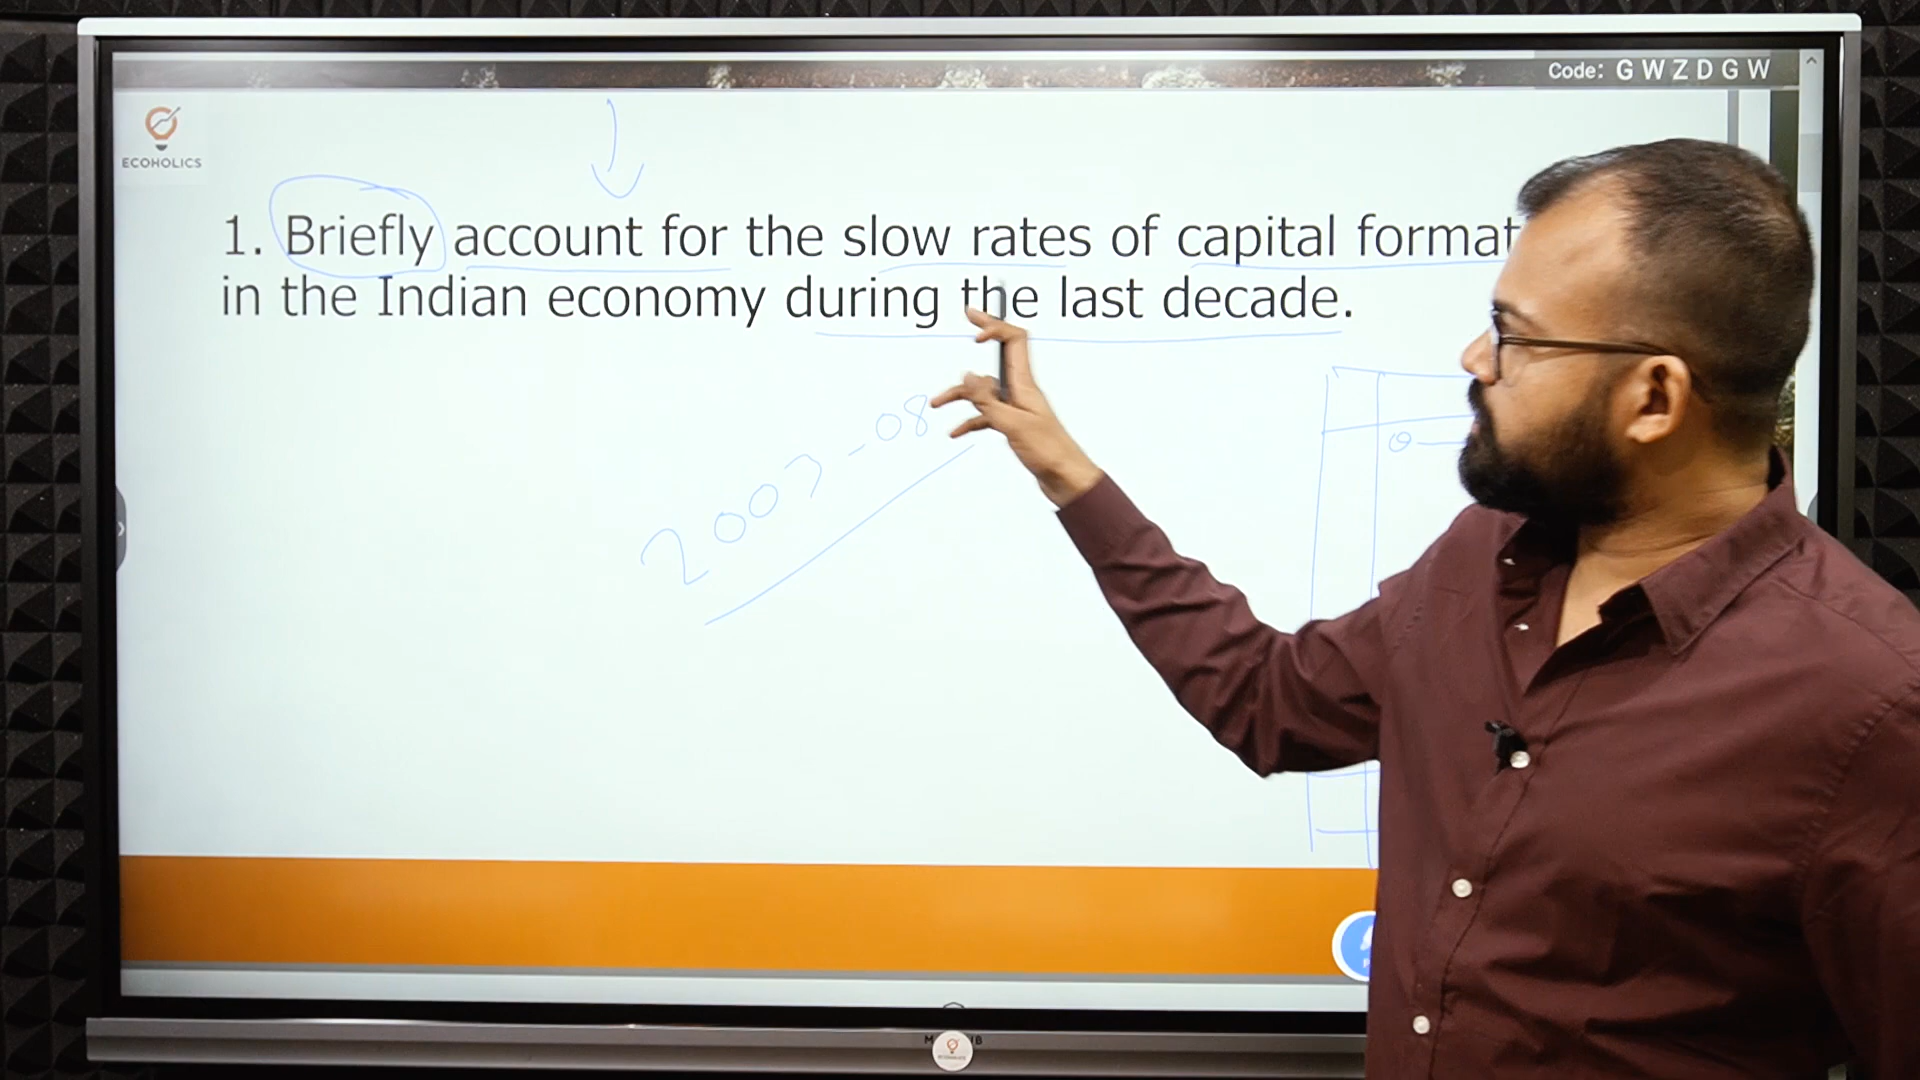 Code: G W Z D G W
ECOHOLICS
1. Briefly account for the slow rates of capital format
in the Indian economy during the last decade.
2007-08